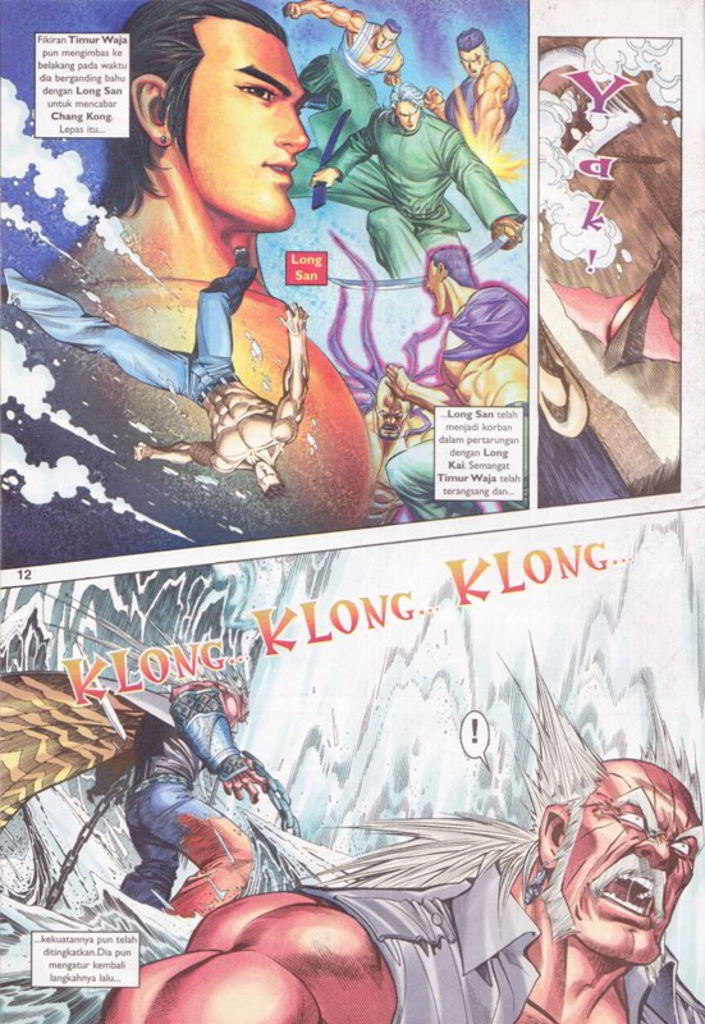 Fikiran Timur Waja
pun mengimbas ke
belakang pada waktu
dia berganding bahu
dengan Long San
untuk mencabar
Chang Kong.
Lepas itu...
Long
San
...Long San telah
menjadi korban
dalam pertarungan
dengan Long
Kai. Semangat
Timur Waja telah
terangsang dan...
Yak!
12
KLONG... KLONG... KLONG...
!
...kekuatannya pun telah
ditingkatkan.Dia pun
mengatur kembali
langkahnya lalu...